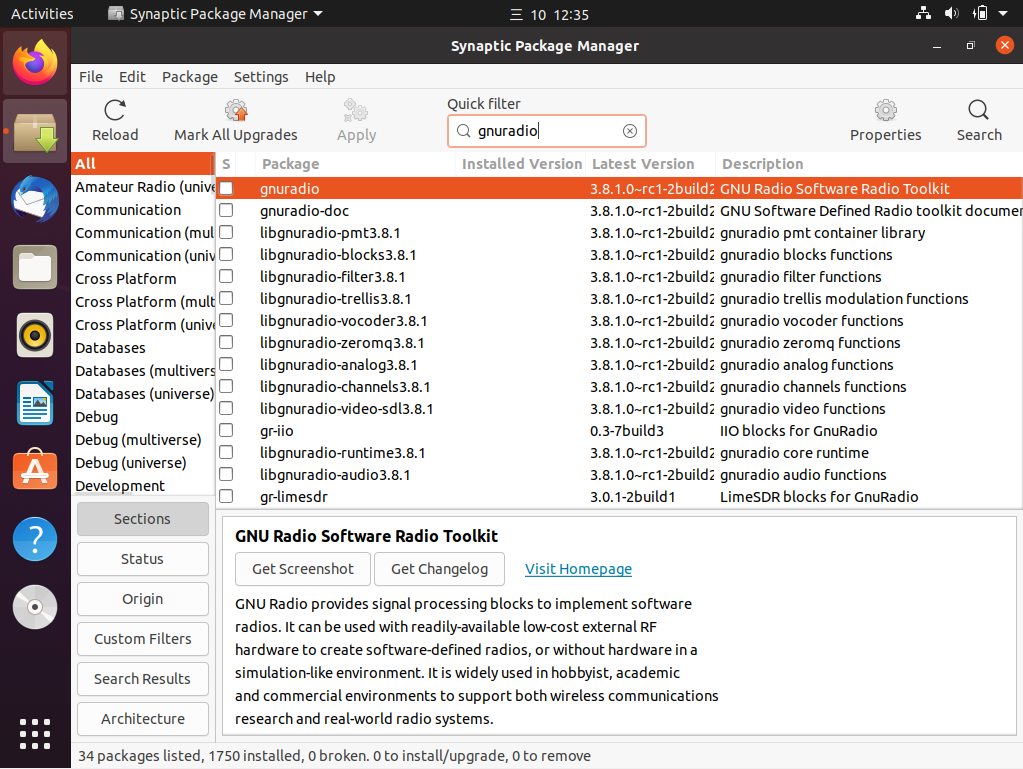 Activities Synaptic Package Manager 三 10 12:35
Synaptic Package Manager
File Edit Package Settings Help
Reload Mark All Upgrades Apply Quick filter gnuradio Properties Search
All
Amateur Radio (unive
Communication
Communication (mul
Communication (univ
Cross Platform
Cross Platform (mult
Cross Platform (unive
Databases
Databases (multivers
Databases (universe)
Debug
Debug (multiverse)
Debug (universe)
Development
S Package Installed Version Latest Version Description
gnuradio 3.8.1.0~rc1-2build2 GNU Radio Software Radio Toolkit
gnuradio-doc 3.8.1.0~rc1-2build2 GNU Software Defined Radio toolkit documen
libgnuradio-pmt3.8.1 3.8.1.0~rc1-2build2 gnuradio pmt container library
libgnuradio-blocks3.8.1 3.8.1.0~rc1-2build2 gnuradio blocks functions
libgnuradio-filter3.8.1 3.8.1.0~rc1-2build2 gnuradio filter functions
libgnuradio-trellis3.8.1 3.8.1.0~rc1-2build2 gnuradio trellis modulation functions
libgnuradio-vocoder3.8.1 3.8.1.0~rc1-2build2 gnuradio vocoder functions
libgnuradio-zeromq3.8.1 3.8.1.0~rc1-2build2 gnuradio zeromq functions
libgnuradio-analog3.8.1 3.8.1.0~rc1-2build2 gnuradio analog functions
libgnuradio-channels3.8.1 3.8.1.0~rc1-2build2 gnuradio channels functions
libgnuradio-video-sdl3.8.1 3.8.1.0~rc1-2build2 gnuradio video functions
gr-iio 0.3-7build3 IIO blocks for GnuRadio
libgnuradio-runtime3.8.1 3.8.1.0~rc1-2build2 gnuradio core runtime
libgnuradio-audio3.8.1 3.8.1.0~rc1-2build2 gnuradio audio functions
gr-limesdr 3.0.1-2build1 LimeSDR blocks for GnuRadio
Sections
Status
Origin
Custom Filters
Search Results
Architecture
GNU Radio Software Radio Toolkit
Get Screenshot Get Changelog Visit Homepage
GNU Radio provides signal processing blocks to implement software
radios. It can be used with readily-available low-cost external RF
hardware to create software-defined radios, or without hardware in a
simulation-like environment. It is widely used in hobbyist, academic
and commercial environments to support both wireless communications
research and real-world radio systems.
34 packages listed, 1750 installed, 0 broken. 0 to install/upgrade, 0 to remove